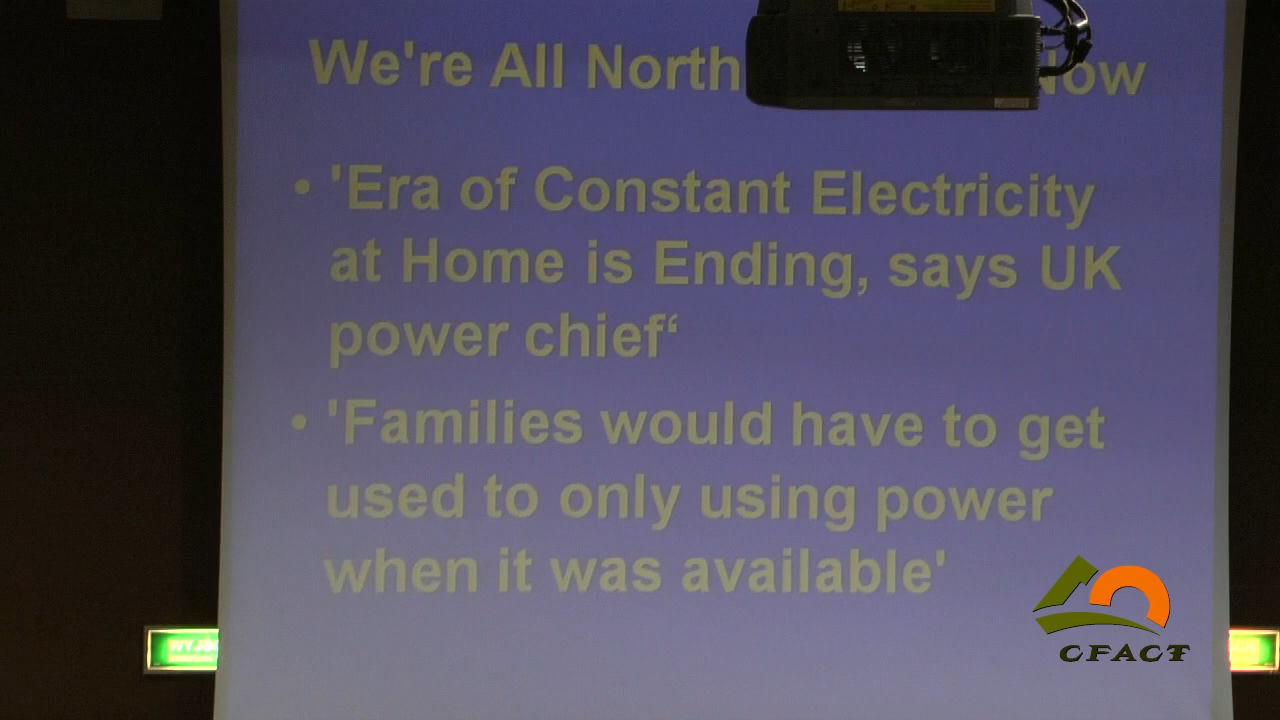 We're All North Now
• 'Era of Constant Electricity
at Home is Ending, says UK
power chief‘
• 'Families would have to get
used to only using power
when it was available'
CFACT